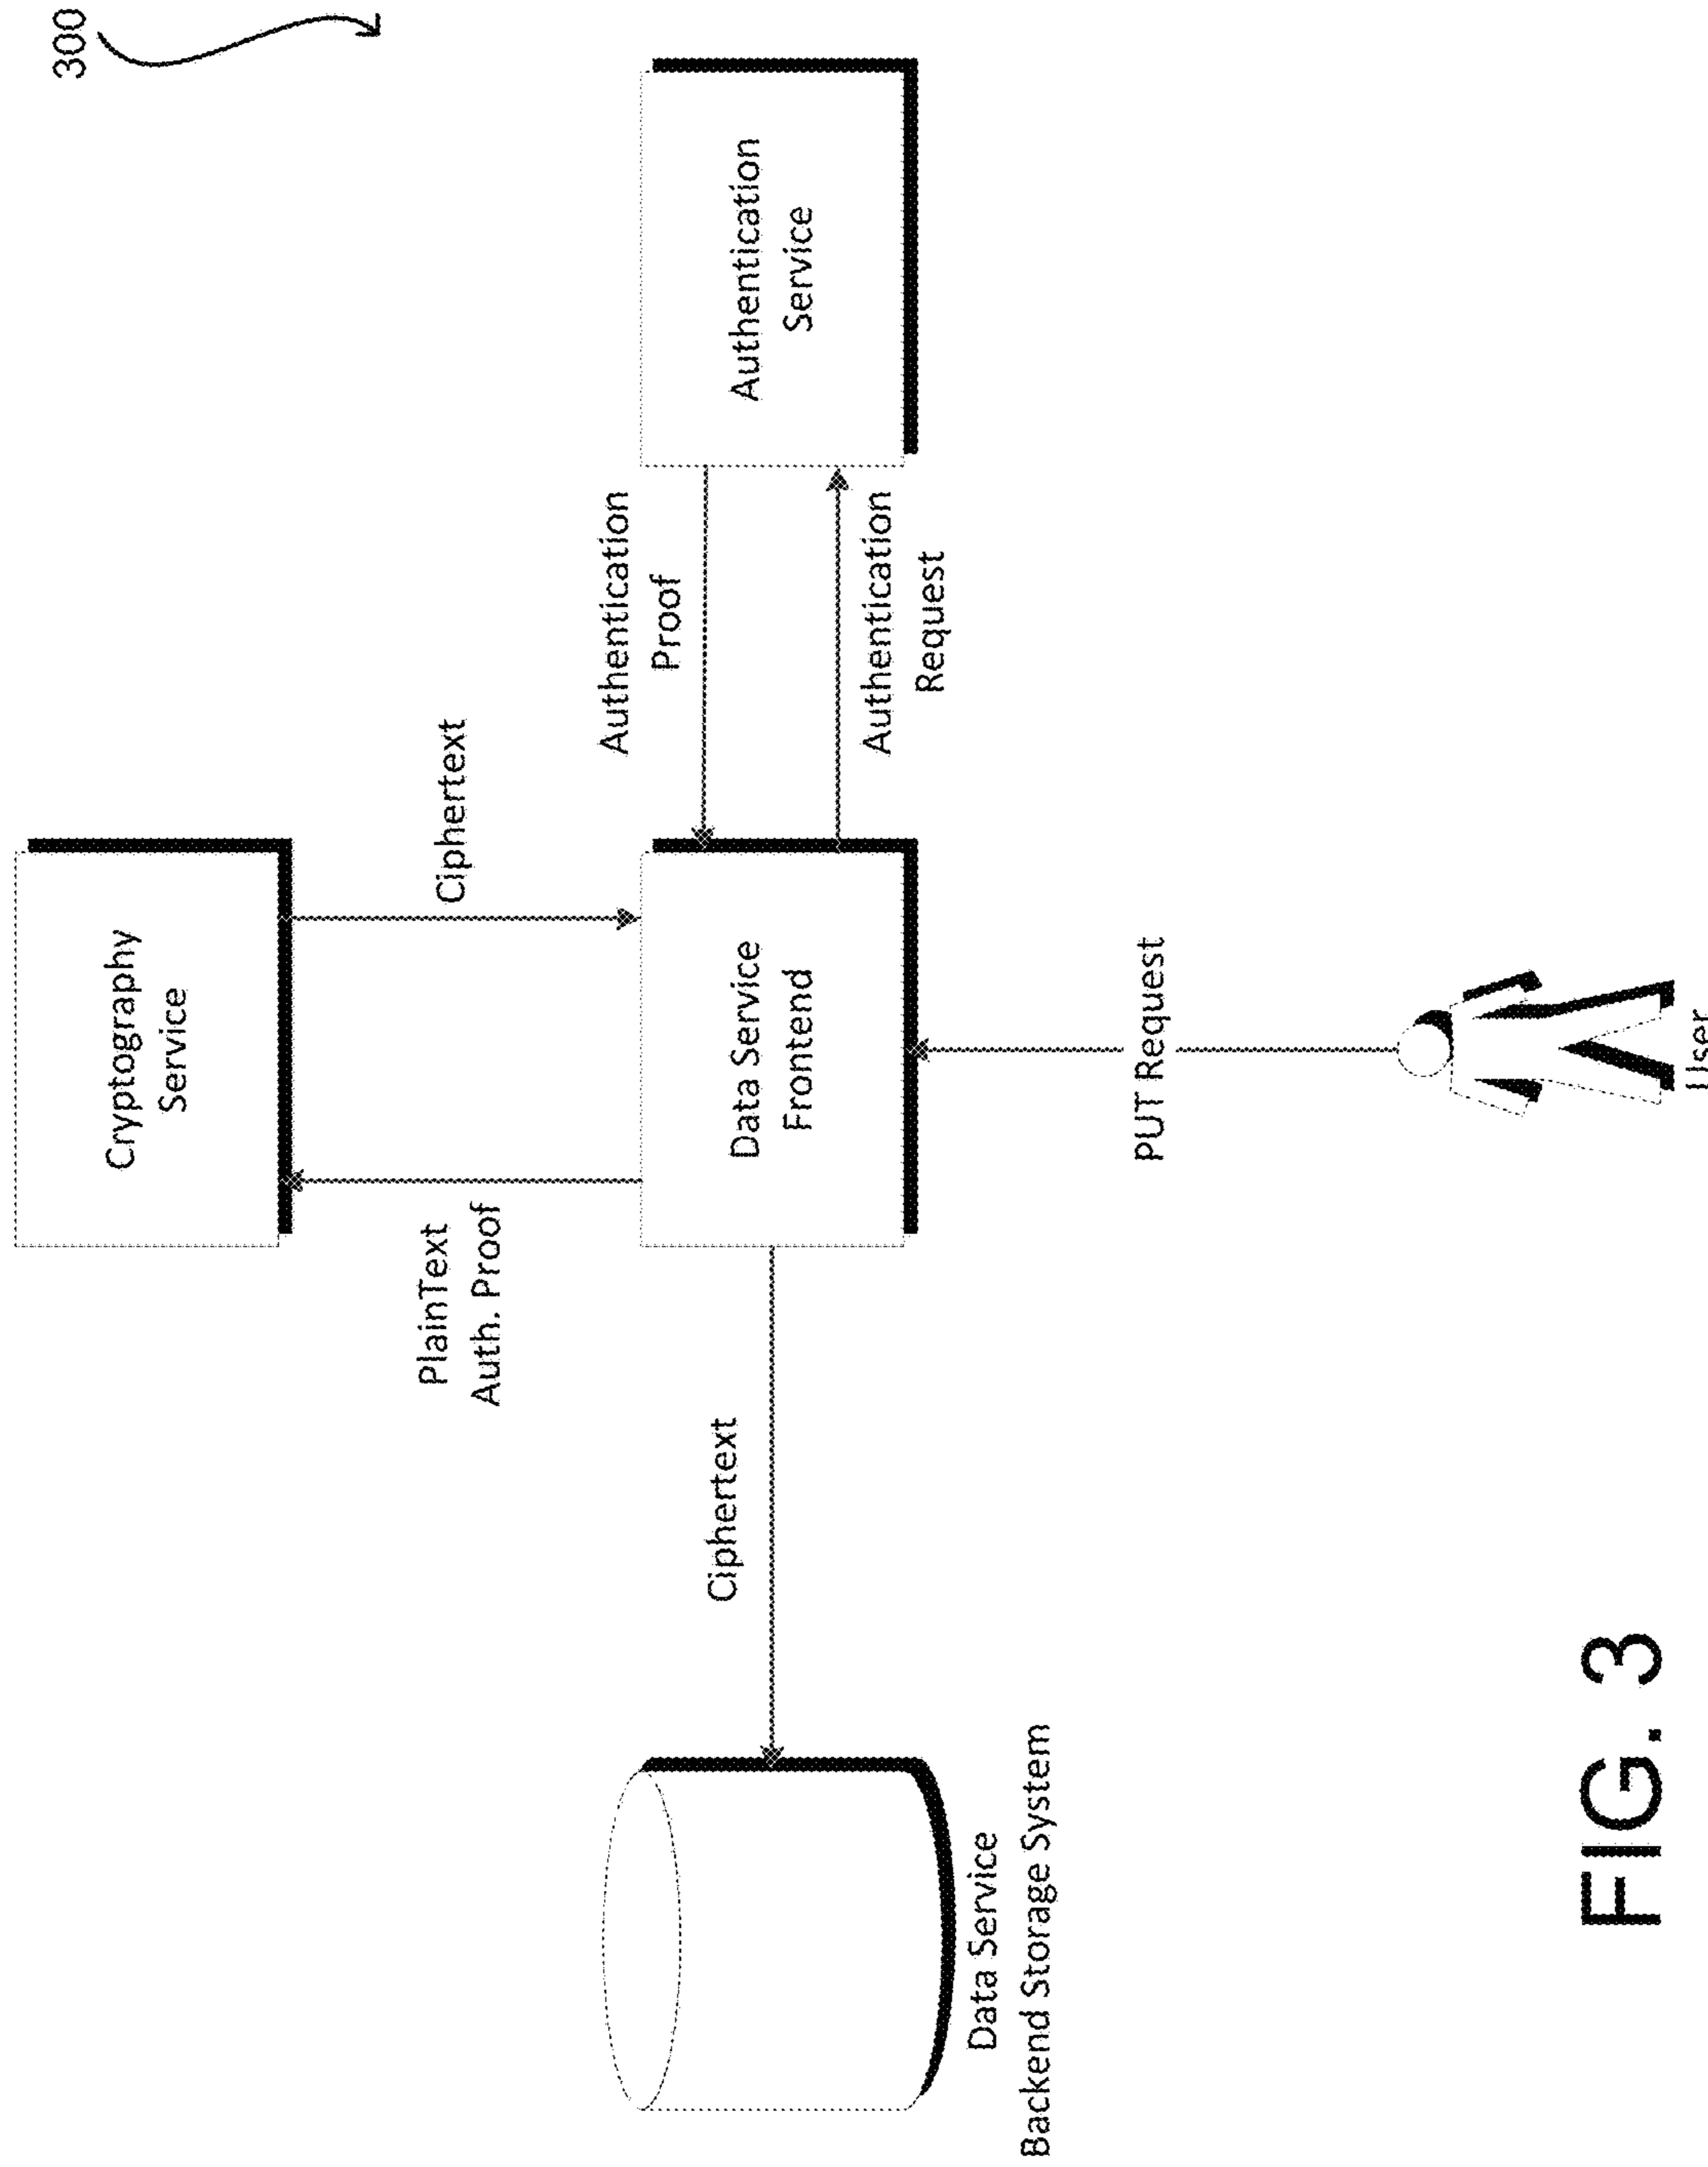 300
Cryptography
Service
PlainText
Auth. Proof
Ciphertext
Ciphertext
Data Service
Frontend
Authentication
Proof
Authentication
Request
Authentication
Service
Data Service
Backend Storage System
PUT Request
User
FIG. 3